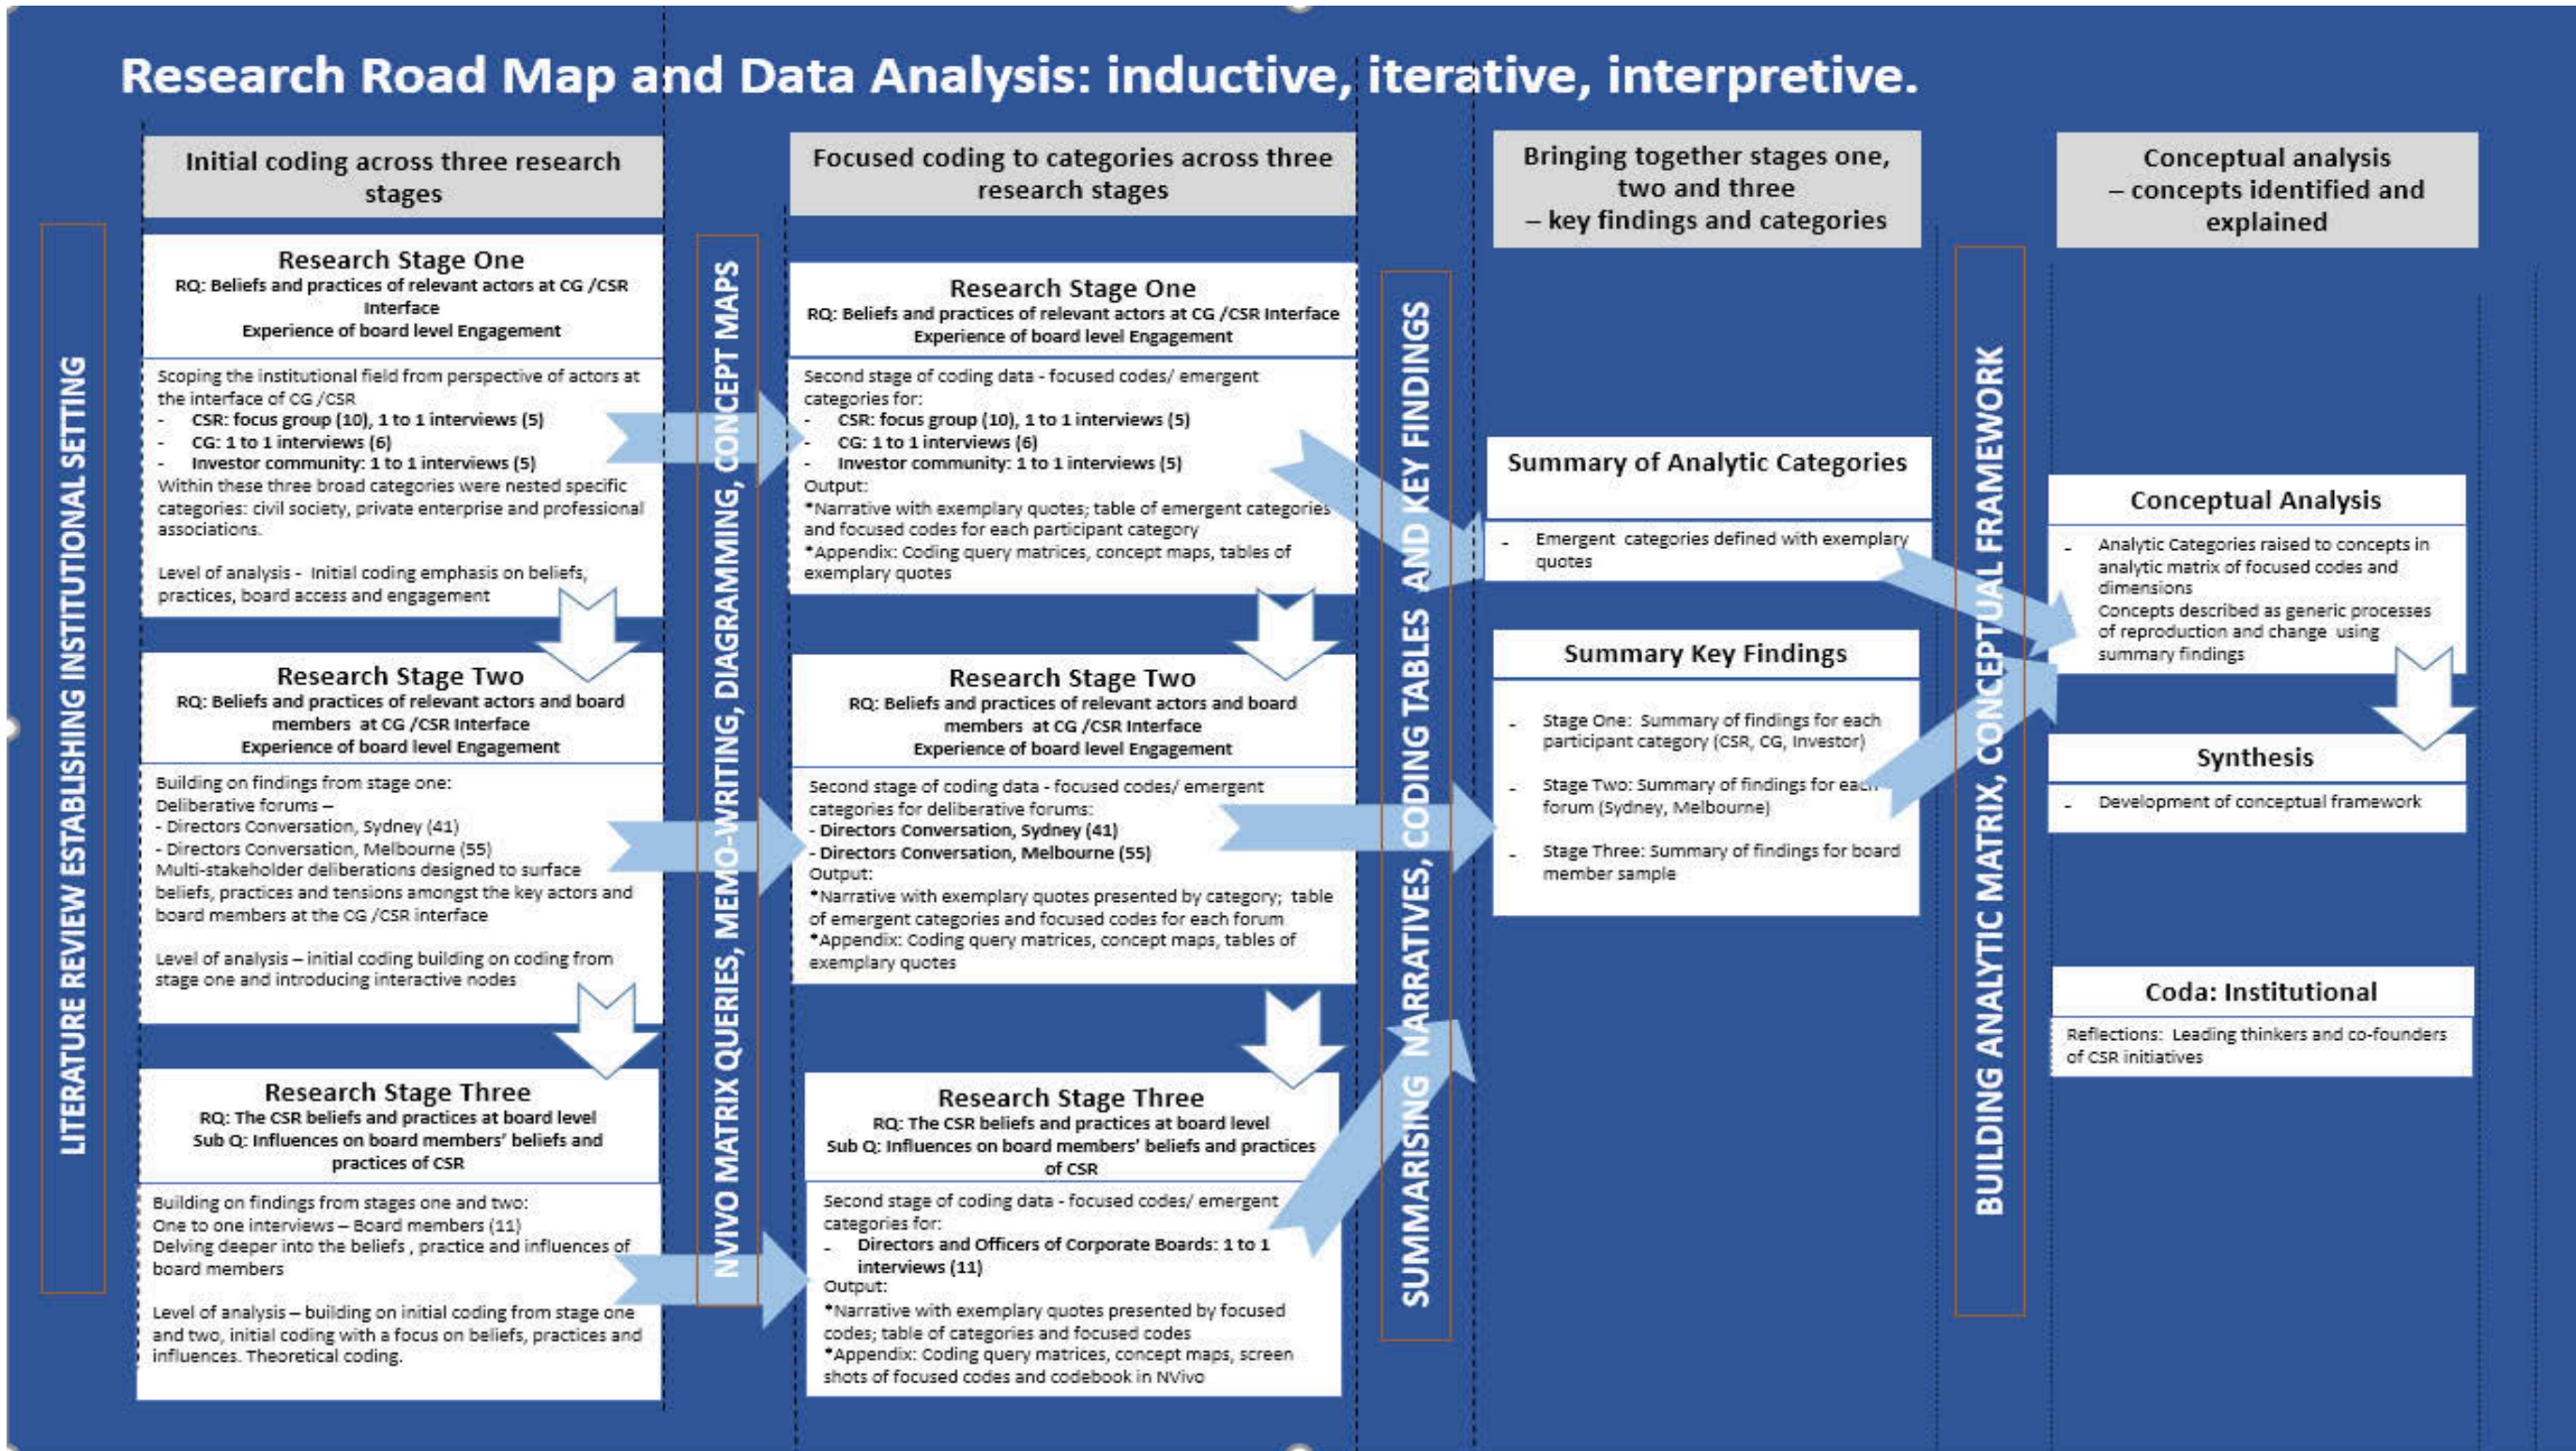 Research Road Map and Data Analysis: inductive, iterative, interpretive.
LITERATURE REVIEW ESTABLISHING INSTITUTIONAL SETTING
Initial coding across three research
stages
Research Stage One
RQ: Beliefs and practices of relevant actors at CG /CSR
Interface
Experience of board level Engagement
Scoping the institutional field from perspective of actors at
the interface of CG /CSR
- CSR: focus group (10), 1 to 1 interviews (5)
- CG: 1 to 1 interviews (6)
- Investor community: 1 to 1 interviews (5)
Within these three broad categories were nested specific
categories: civil society, private enterprise and professional
associations.
Level of analysis - Initial coding emphasis on beliefs,
practices, board access and engagement
Research Stage Two
RQ: Beliefs and practices of relevant actors and board
members at CG /CSR Interface
Experience of board level Engagement
Building on findings from stage one:
Deliberative forums –
- Directors Conversation, Sydney (41)
- Directors Conversation, Melbourne (55)
Multi-stakeholder deliberations designed to surface
beliefs, practices and tensions amongst the key actors and
board members at the CG /CSR interface
Level of analysis – initial coding building on coding from
stage one and introducing interactive nodes
Research Stage Three
RQ: The CSR beliefs and practices at board level
Sub Q: Influences on board members' beliefs and
practices of CSR
Building on findings from stages one and two:
One to one interviews – Board members (11)
Delving deeper into the beliefs , practice and influences of
board members
Level of analysis – building on initial coding from stage one
and two, initial coding with a focus on beliefs, practices and
influences. Theoretical coding.
NVIVO MATRIX QUERIES, MEMO-WRITING, DIAGRAMMING, CONCEPT MAPS
Focused coding to categories across three
research stages
Research Stage One
RQ: Beliefs and practices of relevant actors at CG /CSR Interface
Experience of board level Engagement
Second stage of coding data - focused codes/ emergent
categories for:
- CSR: focus group (10), 1 to 1 interviews (5)
- CG: 1 to 1 interviews (6)
- Investor community: 1 to 1 interviews (5)
Output:
*Narrative with exemplary quotes; table of emergent categories
and focused codes for each participant category
*Appendix: Coding query matrices, concept maps, tables of
exemplary quotes
Research Stage Two
RQ: Beliefs and practices of relevant actors and board
members at CG /CSR Interface
Experience of board level Engagement
Second stage of coding data - focused codes/ emergent
categories for deliberative forums:
- Directors Conversation, Sydney (41)
- Directors Conversation, Melbourne (55)
Output:
*Narrative with exemplary quotes presented by category; table
of emergent categories and focused codes for each forum
*Appendix: Coding query matrices, concept maps, tables of
exemplary quotes
Research Stage Three
RQ: The CSR beliefs and practices at board level
Sub Q: Influences on board members' beliefs and practices
of CSR
Second stage of coding data - focused codes/ emergent
categories for:
- Directors and Officers of Corporate Boards: 1 to 1
interviews (11)
Output:
*Narrative with exemplary quotes presented by focused
codes; table of categories and focused codes
*Appendix: Coding query matrices, concept maps, screen
shots of focused codes and codebook in NVivo
SUMMARISING NARRATIVES, CODING TABLES AND KEY FINDINGS
Bringing together stages one,
two and three
– key findings and categories
Summary of Analytic Categories
- Emergent categories defined with exemplary
quotes
Summary Key Findings
- Stage One: Summary of findings for each
participant category (CSR, CG, Investor)
- Stage Two: Summary of findings for each
forum (Sydney, Melbourne)
- Stage Three: Summary of findings for board
member sample
BUILDING ANALYTIC MATRIX, CONCEPTUAL FRAMEWORK
Conceptual analysis
– concepts identified and
explained
Conceptual Analysis
- Analytic Categories raised to concepts in
analytic matrix of focused codes and
dimensions
Concepts described as generic processes
of reproduction and change using
summary findings
Synthesis
- Development of conceptual framework
Coda: Institutional
Reflections: Leading thinkers and co-founders
of CSR initiatives